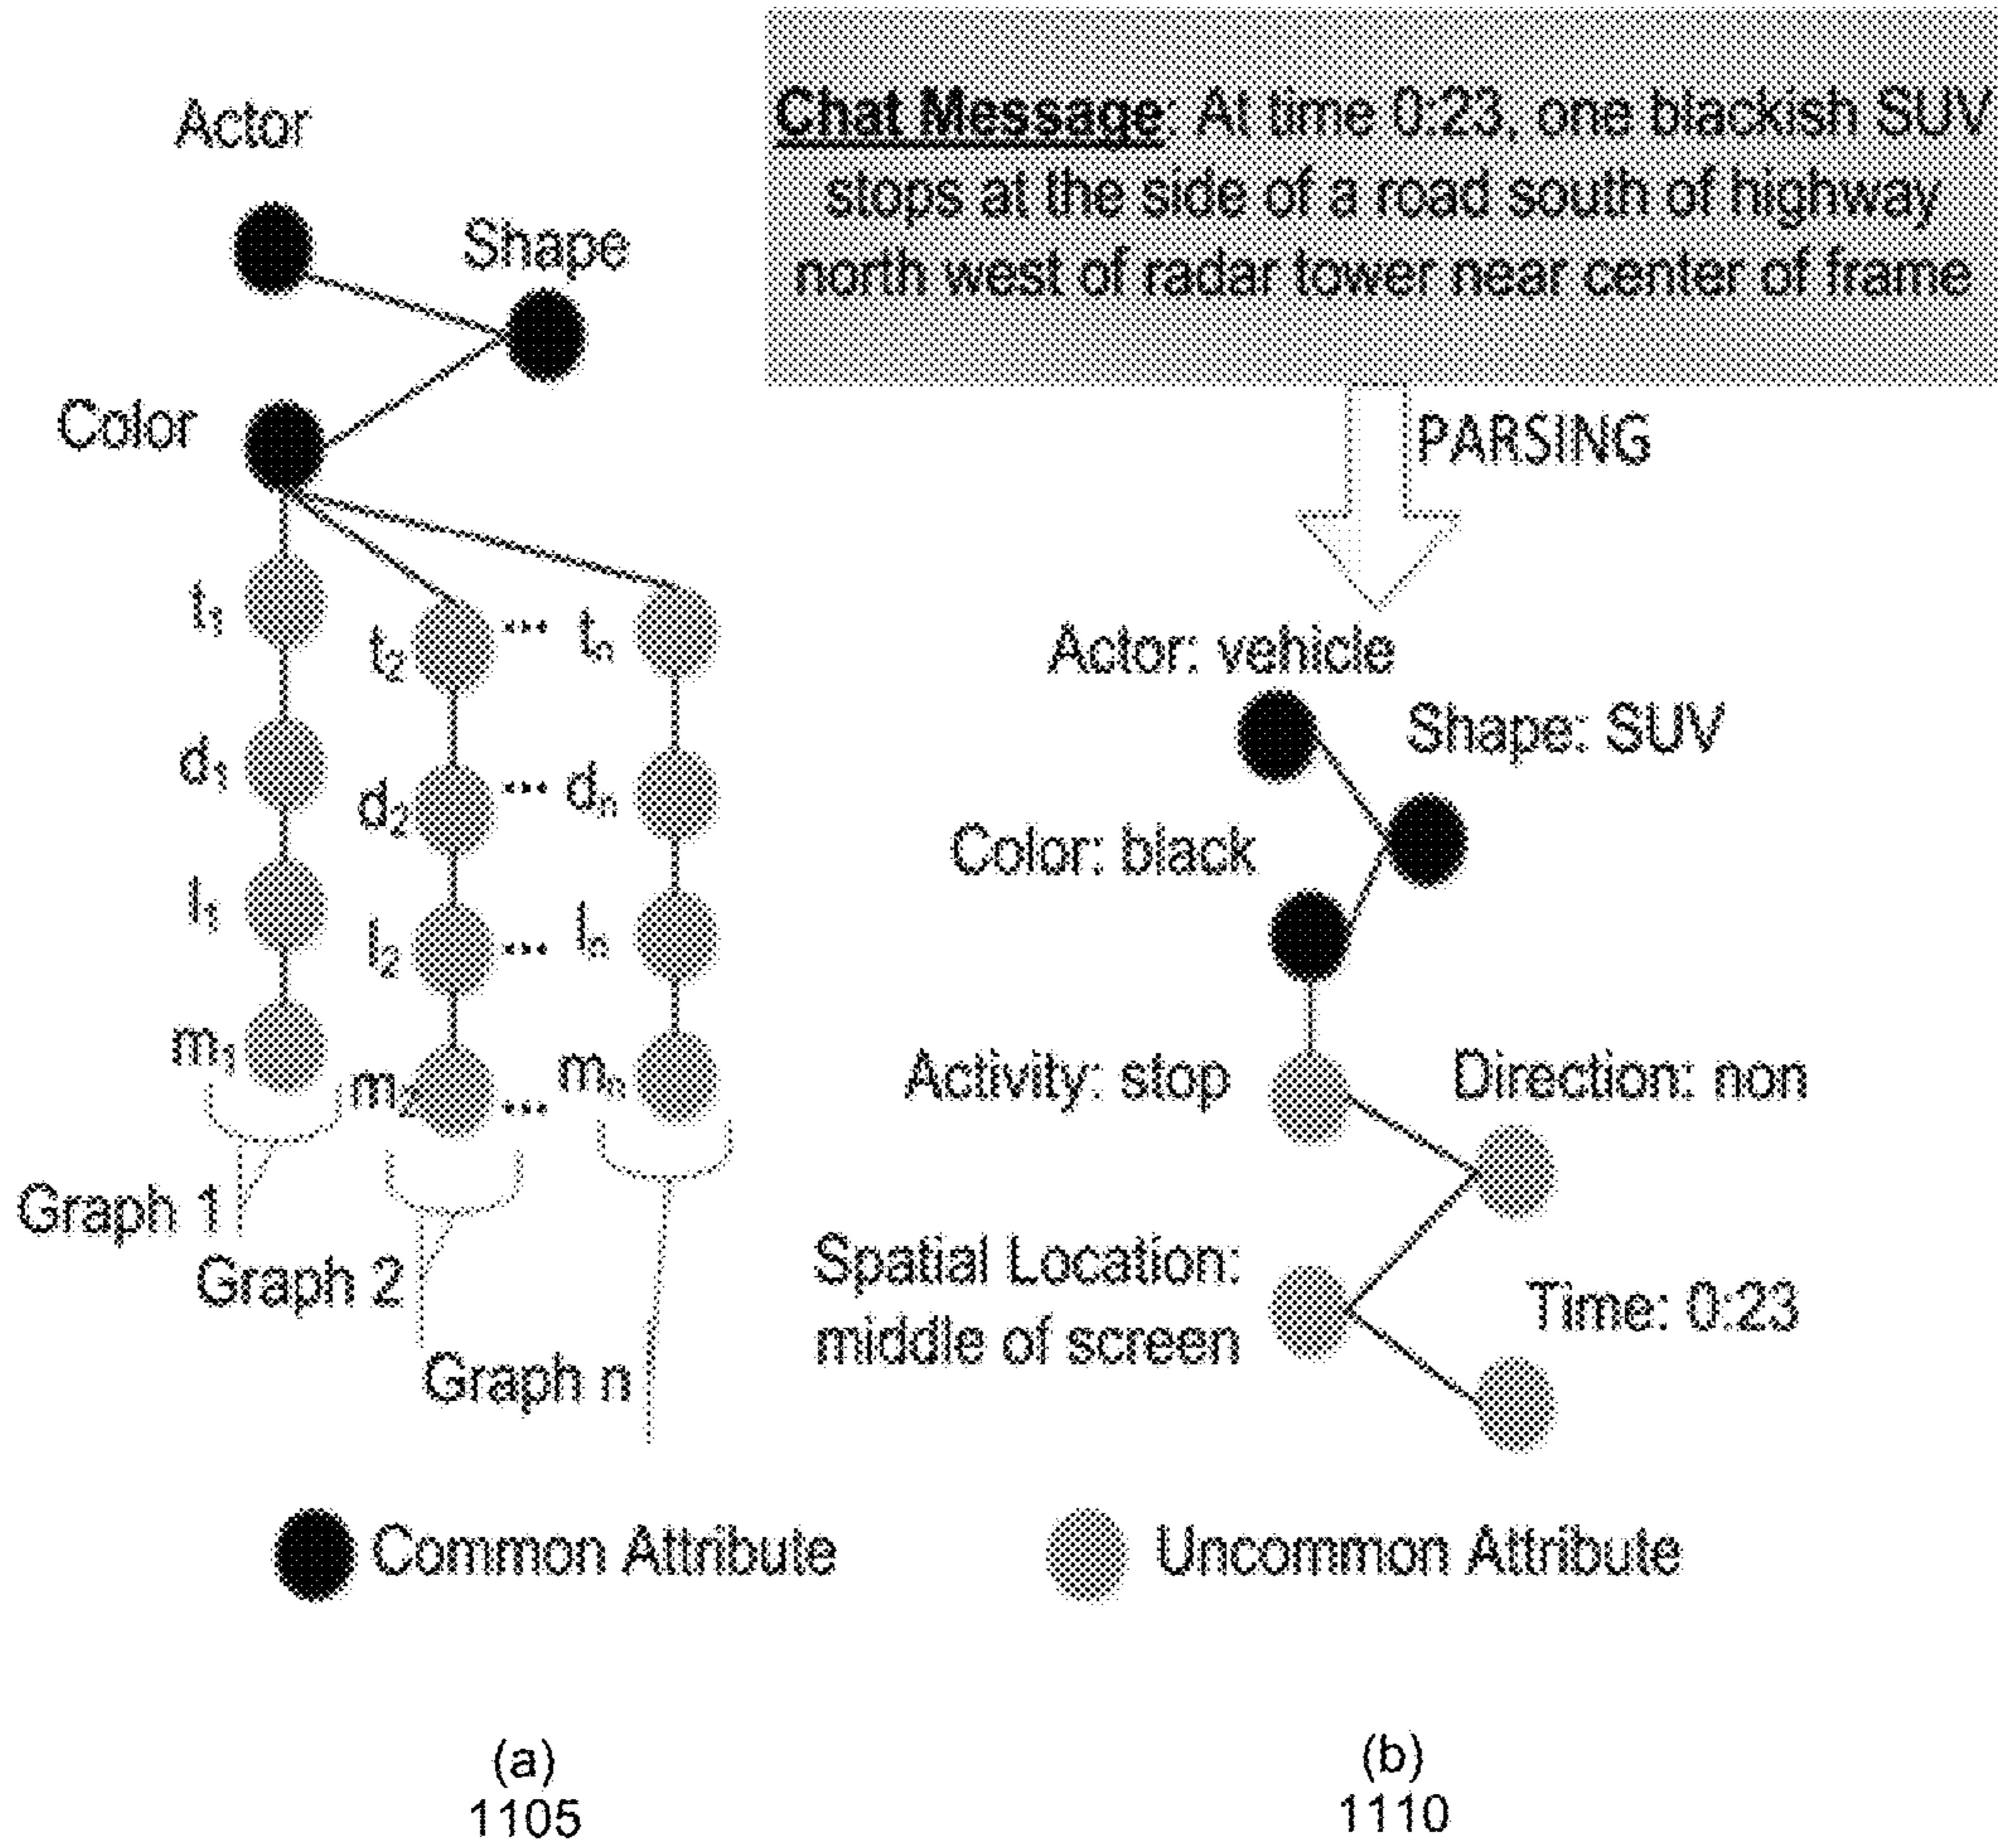 Actor
Shape
Color
t₁
t₂ ... tₙ
d₁
d₂ ... dₙ
l₁
l₂ ... lₙ
m₁
m₂ ... mₙ
Graph 1
Graph 2
Graph n
Chat Message: At time 0:23, one blackish SUV
stops at the side of a road south of highway
north west of radar tower near center of frame
PARSING
Actor: vehicle
Shape: SUV
Color: black
Activity: stop
Direction: non
Spatial Location:
middle of screen
Time: 0:23
Common Attribute
Uncommon Attribute
(a)
1105
(b)
1110